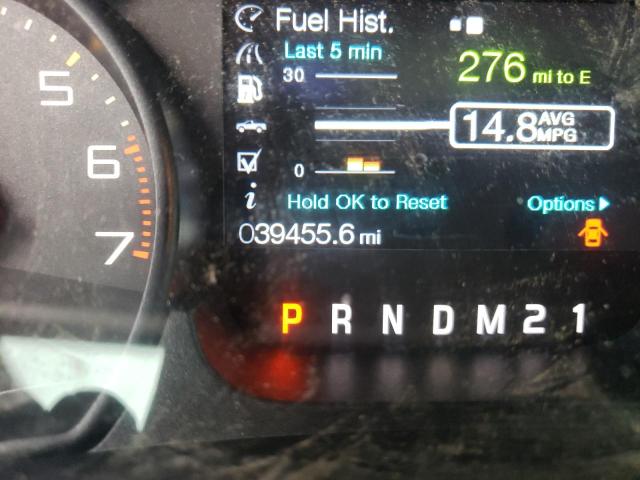 Fuel Hist.
Last 5 min
30
276 mi to E
14.8 AVG MPG
0
Hold OK to Reset
Options
039455.6 mi
5
6
7
P R N D M 2 1